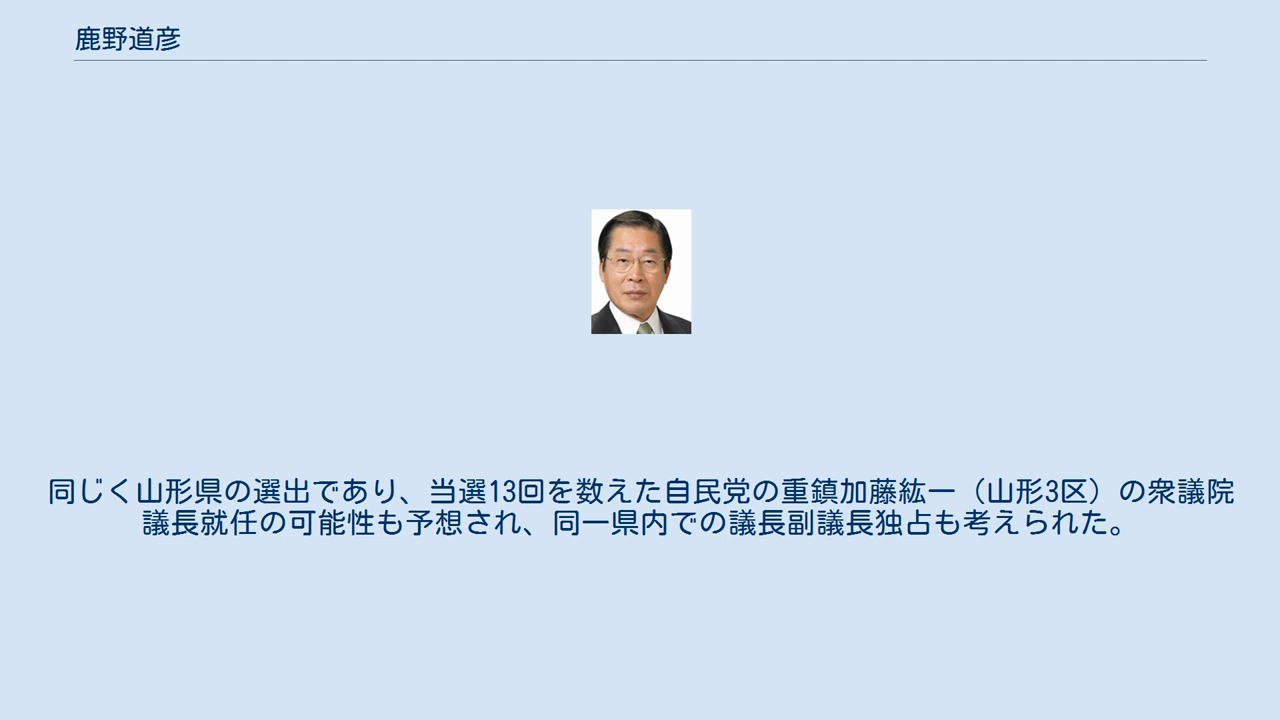 鹿野道彦
同じく山形県の選出であり、当選13回を数えた自民党の重鎮加藤紘一（山形3区）の衆議院
議長就任の可能性も予想され、同一県内での議長副議長独占も考えられた。